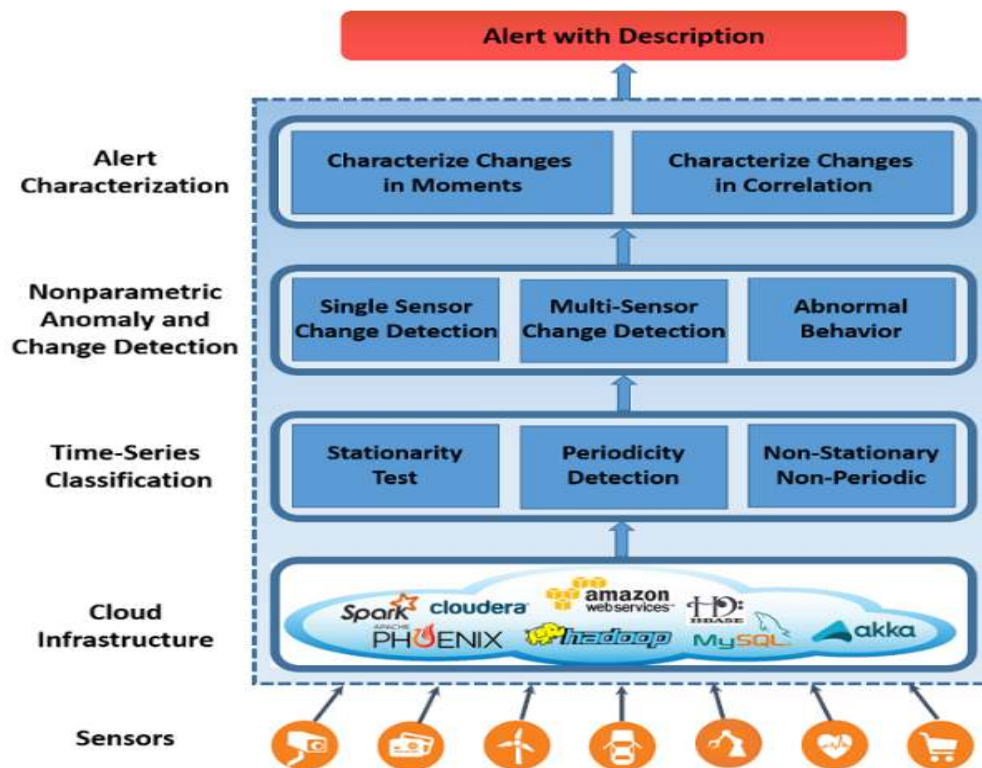 Alert with Description
Alert
Characterization
Characterize Changes
in Moments
Characterize Changes
in Correlation
Nonparametric
Anomaly and
Change Detection
Single Sensor
Change Detection
Multi-Sensor
Change Detection
Abnormal
Behavior
Time-Series
Classification
Stationarity
Test
Periodicity
Detection
Non-Stationary
Non-Periodic
Cloud
Infrastructure
Spark
cloudera
amazon
webservices™
HBASE
APACHE
PHOENIX
hadoop
MySQL
akka
Sensors